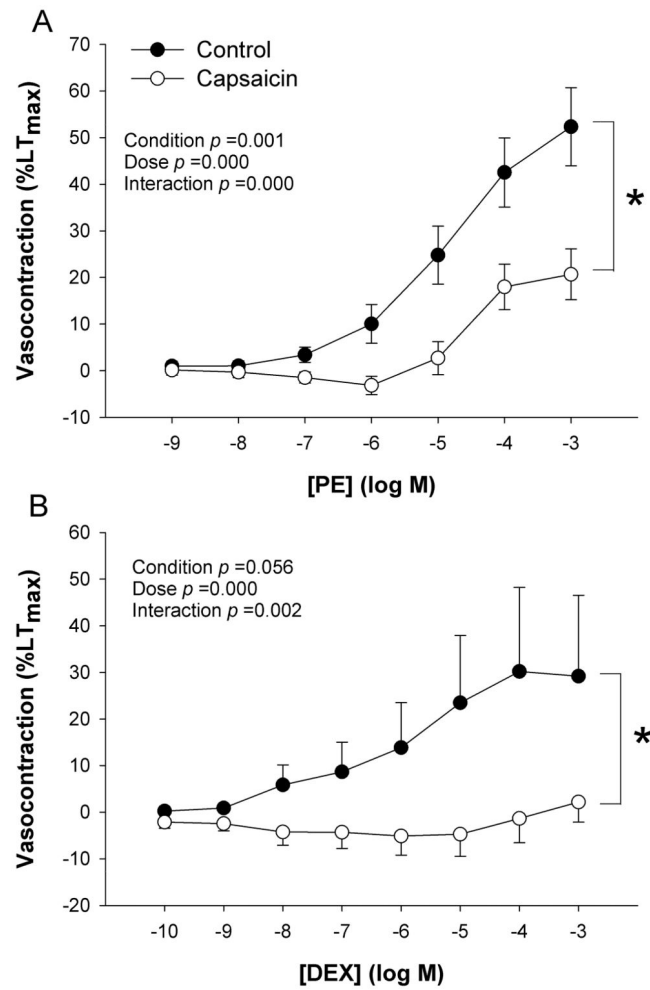 A
Control
Capsaicin
Condition p =0.001
Dose p =0.000
Interaction p =0.000
Vasocontraction (%LTmax)
70
60
50
40
30
20
10
0
-10
*
-9 -8 -7 -6 -5 -4 -3
[PE] (log M)
B
Condition p =0.056
Dose p =0.000
Interaction p =0.002
Vasocontraction (%LTmax)
60
50
40
30
20
10
0
-10
-20
*
-10 -9 -8 -7 -6 -5 -4 -3
[DEX] (log M)